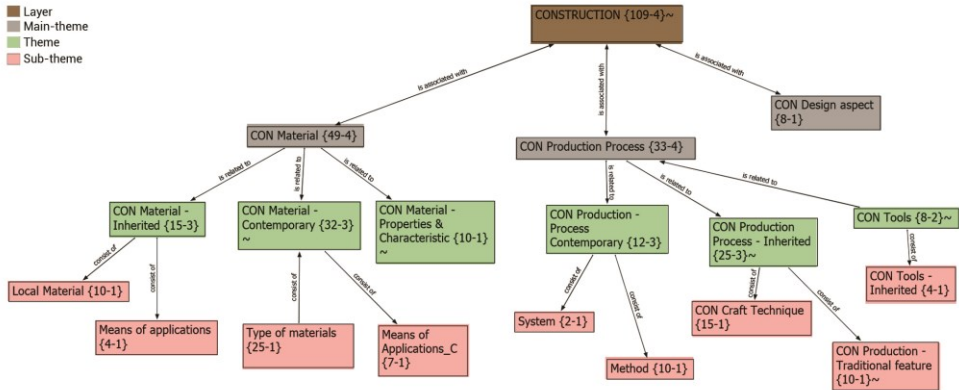 Layer
Main-theme
Theme
Sub-theme
CONSTRUCTION {109-4}~
is associated with
is associated with
is associated with
CON Design aspect
{8-1}
CON Material {49-4}
CON Production Process {33-4}
is related to
is related to
is related to
is related to
is related to
is related to
CON Material -
Inherited {15-3}
CON Material -
Contemporary {32-3}
~
CON Material -
Properties &
Characteristic {10-1}
~
CON Production -
Process
Contemporary {12-3}
CON Production
Process - Inherited
{25-3}~
CON Tools {8-2}~
consist of
consist of
consist of
consist of
consist of
consist of
consist of
consist of
consist of
Local Material {10-1}
Means of applications
{4-1}
Type of materials
{25-1}
Means of
Applications_C
{7-1}
System {2-1}
Method {10-1}
CON Craft Technique
{15-1}
CON Production -
Traditional feature
{10-1}~
CON Tools -
Inherited {4-1}